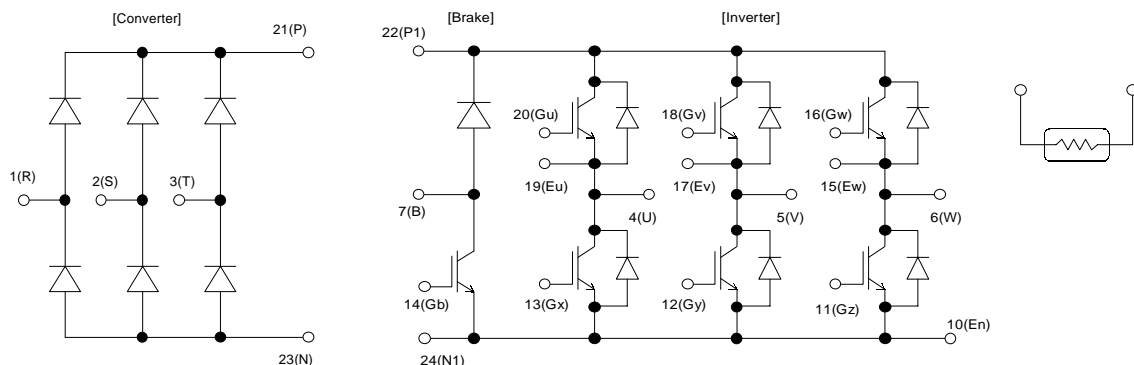 [Converter]
[Brake]
[Inverter]
21(P)
22(P1)
20(Gu)
18(Gv)
16(Gw)
1(R)
2(S)
3(T)
19(Eu)
17(Ev)
15(Ew)
7(B)
4(U)
5(V)
6(W)
14(Gb)
13(Gx)
12(Gy)
11(Gz)
10(En)
23(N)
24(N1)